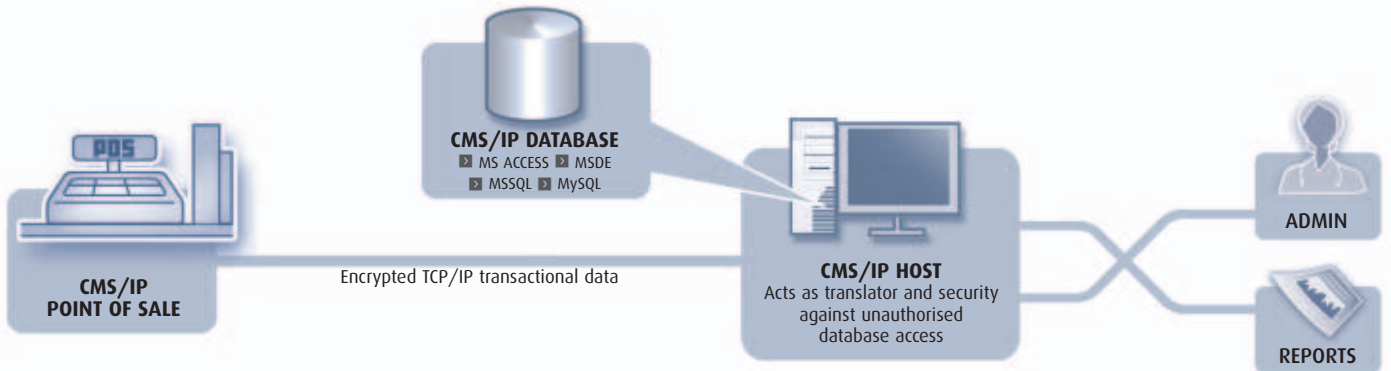 POS
CMS/IP DATABASE
MS ACCESS MSDE
MSSQL MySQL
CMS/IP
POINT OF SALE
Encrypted TCP/IP transactional data
CMS/IP HOST
Acts as translator and security
against unauthorised
database access
ADMIN
REPORTS